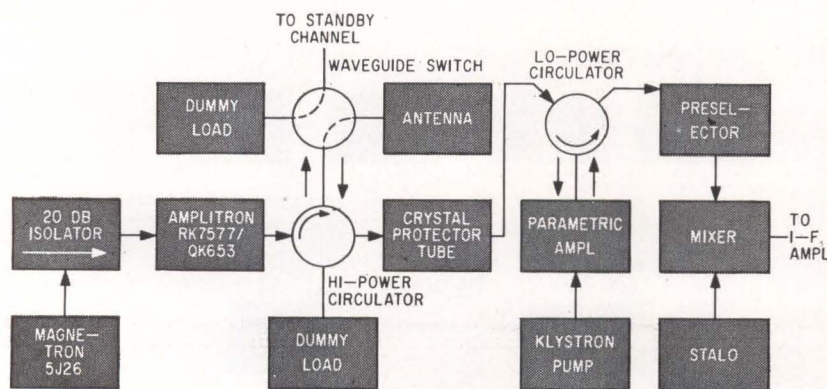 TO STANDBY
CHANNEL
WAVEGUIDE SWITCH
LO-POWER
CIRCULATOR
DUMMY
LOAD
ANTENNA
PRESEL-
ECTOR
20 DB
ISOLATOR
AMPLITRON
RK7577/
QK653
CRYSTAL
PROTECTOR
TUBE
PARAMETRIC
AMPL
MIXER
TO
I-F
AMPL
HI-POWER
CIRCULATOR
MAGNE-
TRON
5J26
DUMMY
LOAD
KLYSTRON
PUMP
STALO